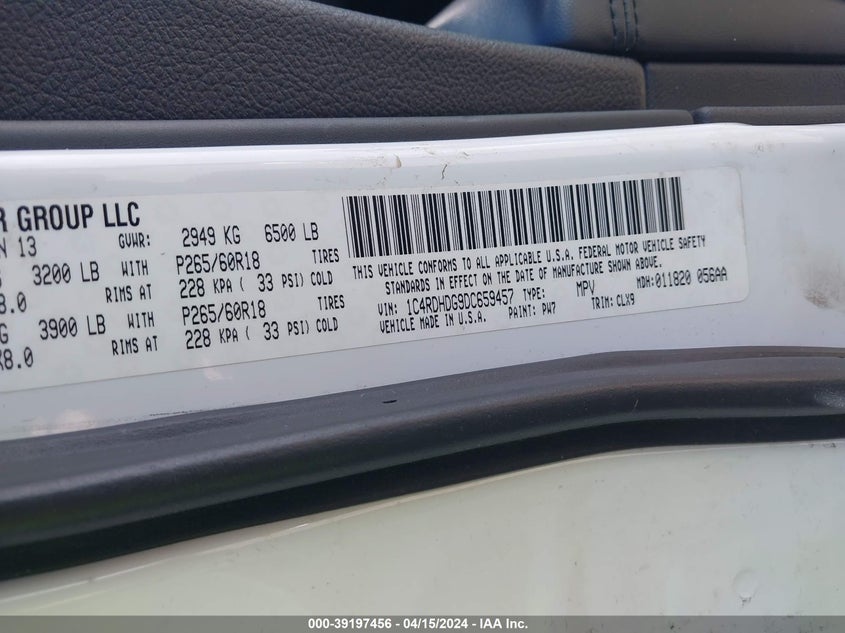 R GROUP LLC
N 13 GVWR: 2949 KG 6500 LB
3200 LB WITH P265/60R18 TIRES
8.0 RIMS AT 228 KPA ( 33 PSI) COLD
G 3900 LB WITH P265/60R18 TIRES
X8.0 RIMS AT 228 KPA ( 33 PSI) COLD
THIS VEHICLE CONFORMS TO ALL APPLICABLE U.S.A. FEDERAL MOTOR VEHICLE SAFETY
STANDARDS IN EFFECT ON THE DATE OF MANUFACTURE SHOWN ABOVE.
VIN: 1C4RDHDG9DC659457 TYPE: MPV MDH:011820 056AA
VEHICLE MADE IN U.S.A. PAINT: PW7 TRIM: CLX9
000-39197456 - 04/15/2024 - IAA Inc.